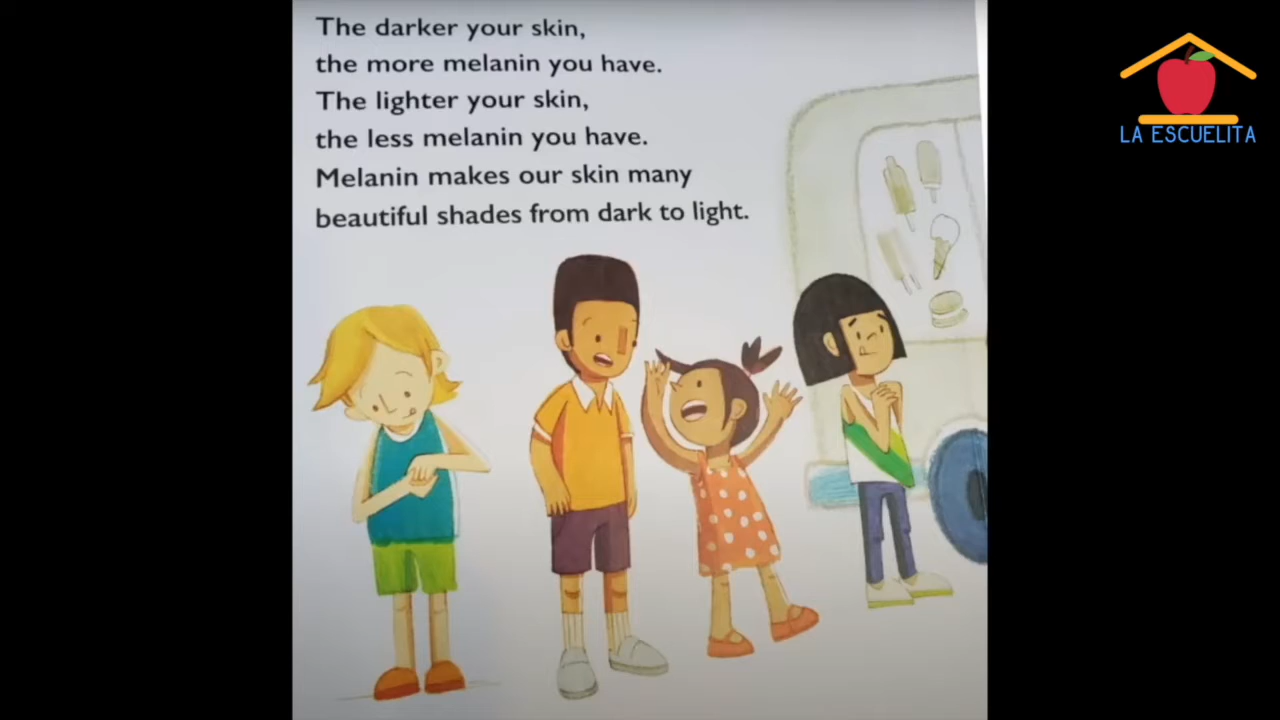 The darker your skin,
the more melanin you have.
The lighter your skin,
the less melanin you have.
Melanin makes our skin many
beautiful shades from dark to light.
LA ESCUELITA